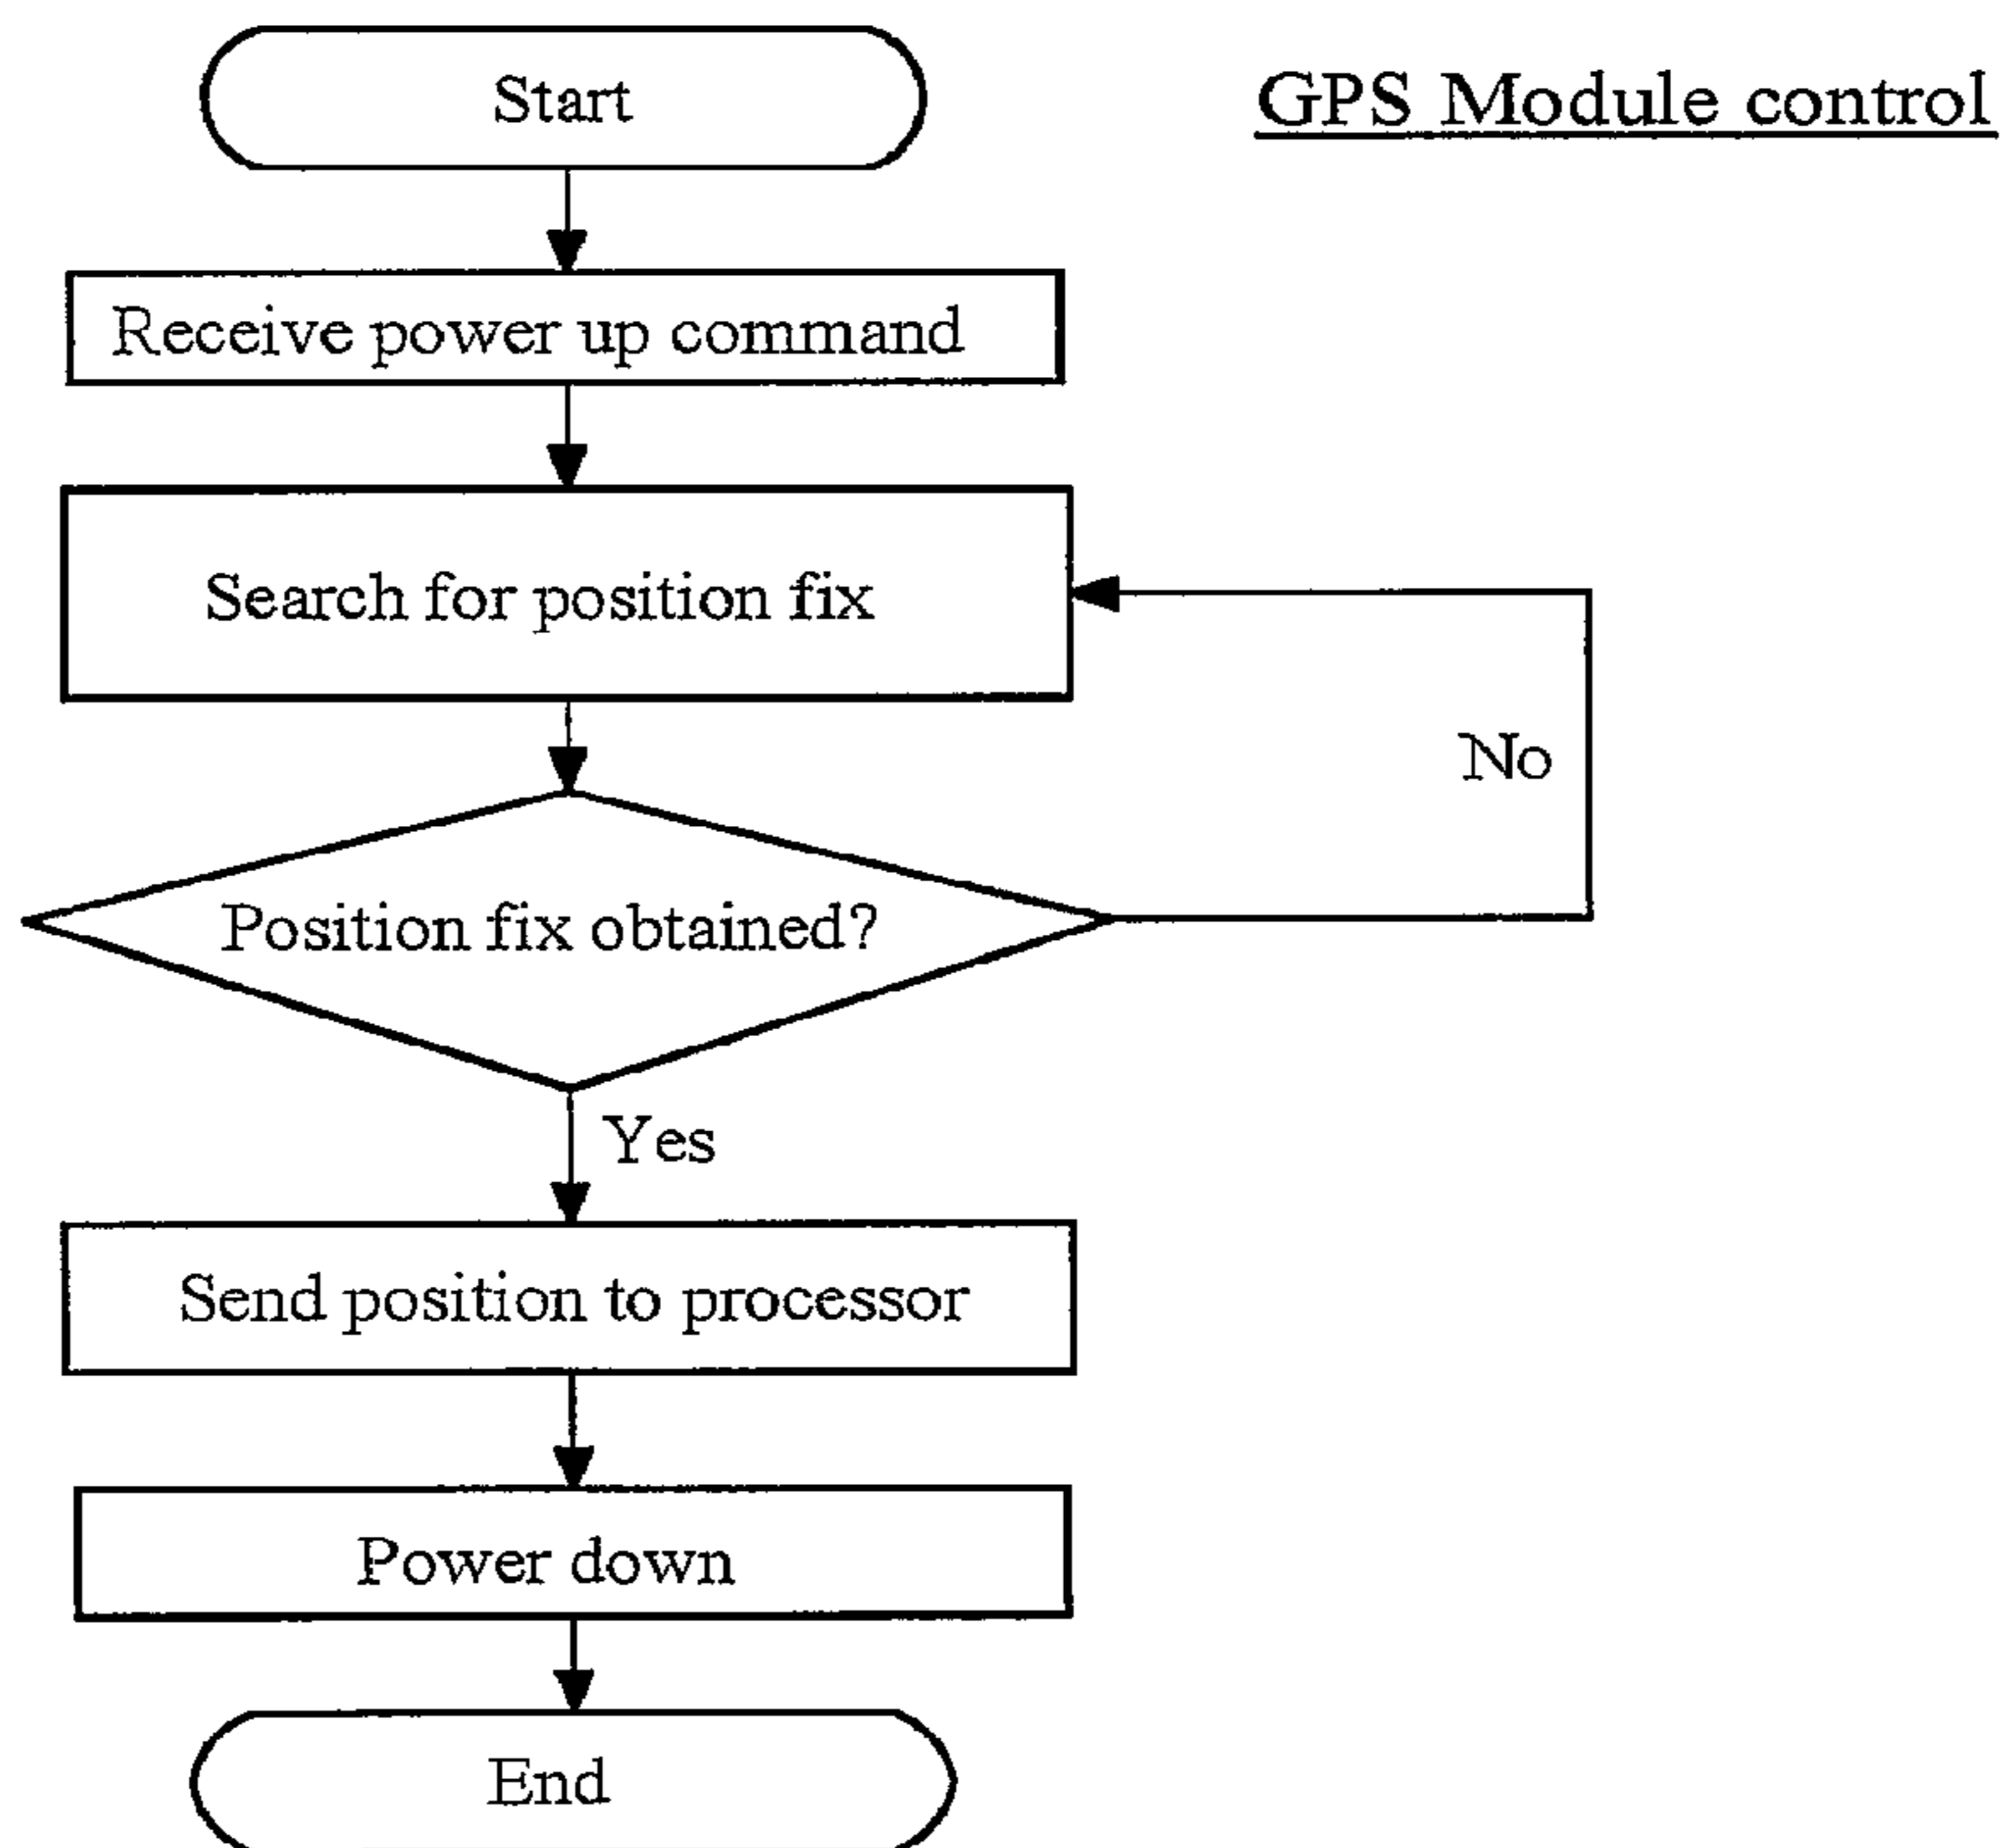 Start
GPS Module control
Receive power up command
Search for position fix
No
Position fix obtained?
Yes
Send position to processor
Power down
End